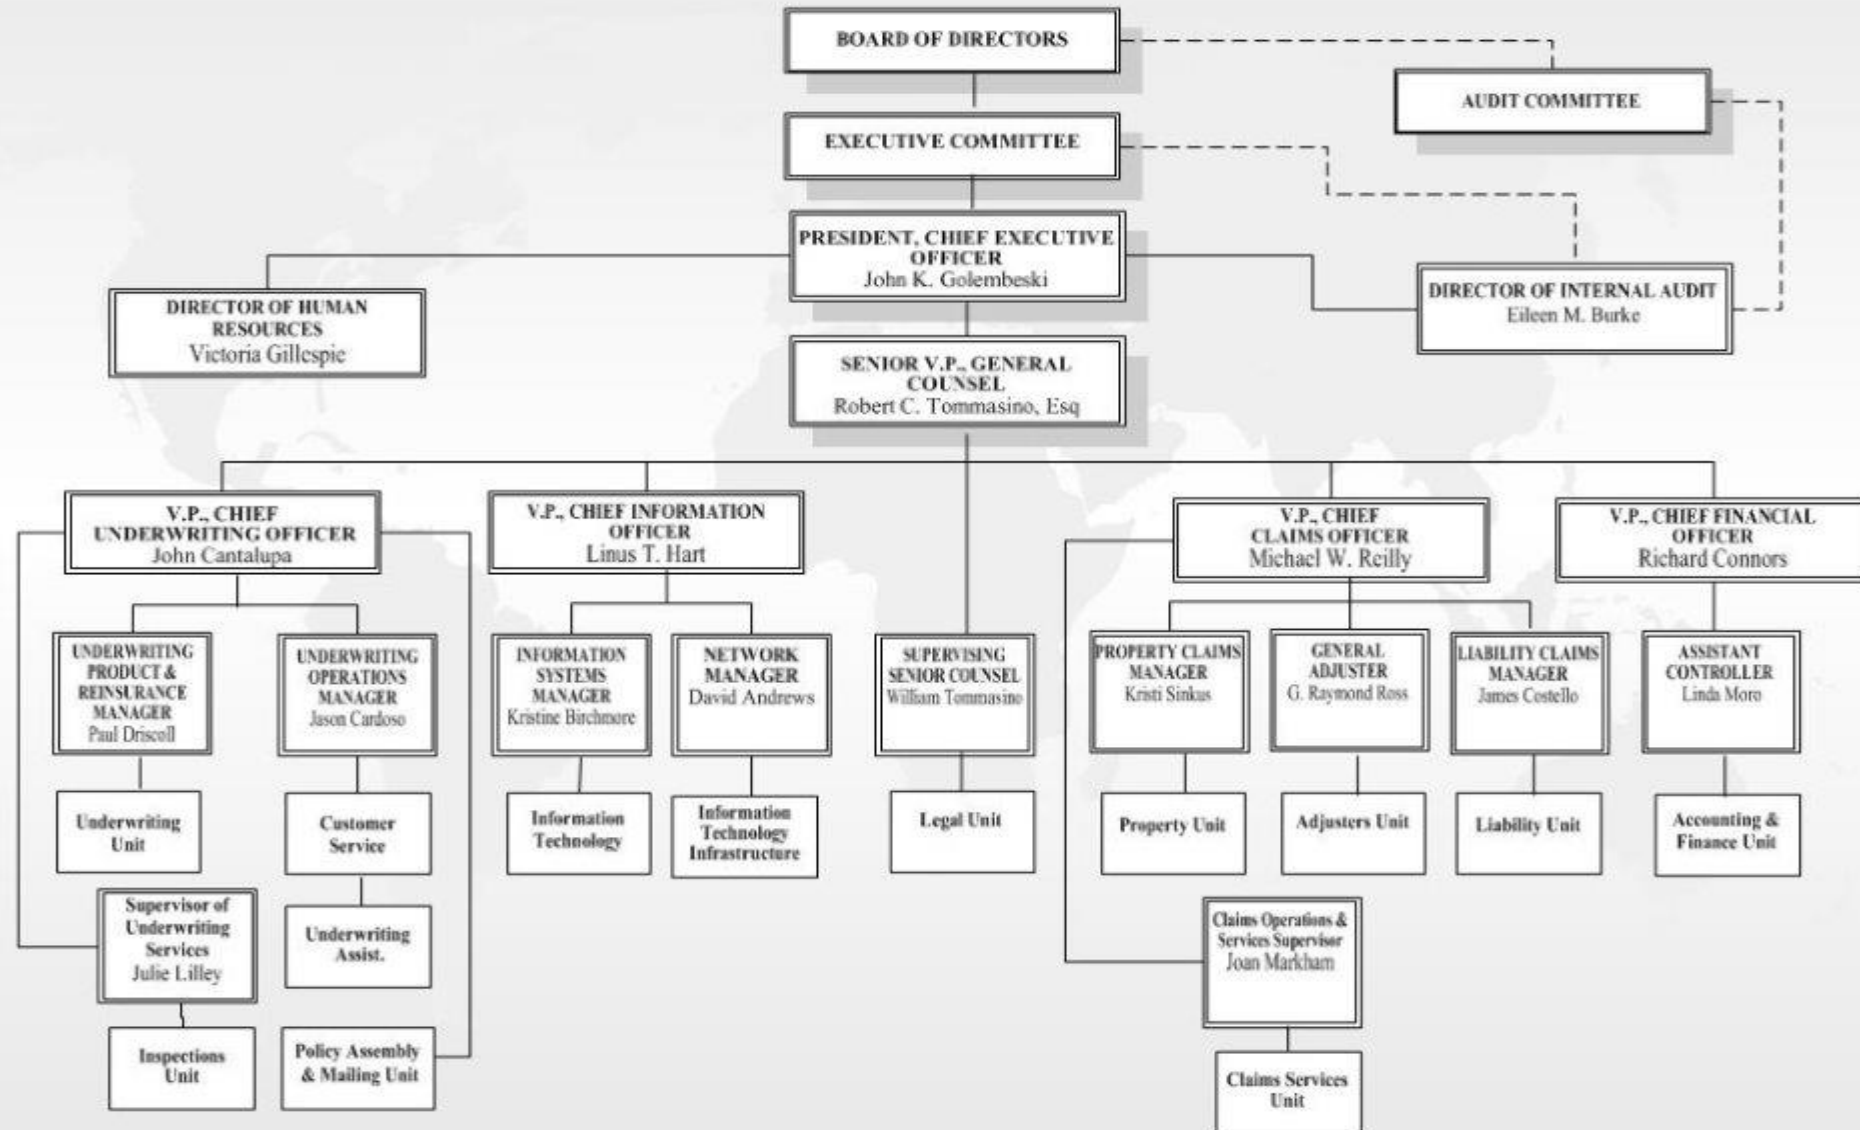 BOARD OF DIRECTORS
AUDIT COMMITTEE
EXECUTIVE COMMITTEE
PRESIDENT, CHIEF EXECUTIVE
OFFICER
John K. Golembeski
DIRECTOR OF HUMAN
RESOURCES
Victoria Gillespie
DIRECTOR OF INTERNAL AUDIT
Eileen M. Burke
SENIOR V.P., GENERAL
COUNSEL
Robert C. Tommasino, Esq
V.P., CHIEF
UNDERWRITING OFFICER
John Cantalupa
V.P., CHIEF INFORMATION
OFFICER
Linus T. Hart
V.P., CHIEF
CLAIMS OFFICER
Michael W. Reilly
V.P., CHIEF FINANCIAL
OFFICER
Richard Connors
UNDERWRITING
PRODUCT &
REINSURANCE
MANAGER
Paul Driscoll
UNDERWRITING
OPERATIONS
MANAGER
Jason Cardoso
INFORMATION
SYSTEMS
MANAGER
Kristine Birchmore
NETWORK
MANAGER
David Andrews
SUPERVISING
SENIOR COUNSEL
William Tommasino
PROPERTY CLAIMS
MANAGER
Kristi Sinkus
GENERAL
ADJUSTER
G. Raymond Ross
LIABILITY CLAIMS
MANAGER
James Costello
ASSISTANT
CONTROLLER
Linda Moro
Underwriting
Unit
Customer
Service
Information
Technology
Information
Technology
Infrastructure
Legal Unit
Property Unit
Adjusters Unit
Liability Unit
Accounting &
Finance Unit
Supervisor of
Underwriting
Services
Julie Lilley
Underwriting
Assist.
Claims Operations &
Services Supervisor
Joan Markham
Inspections
Unit
Policy Assembly
& Mailing Unit
Claims Services
Unit